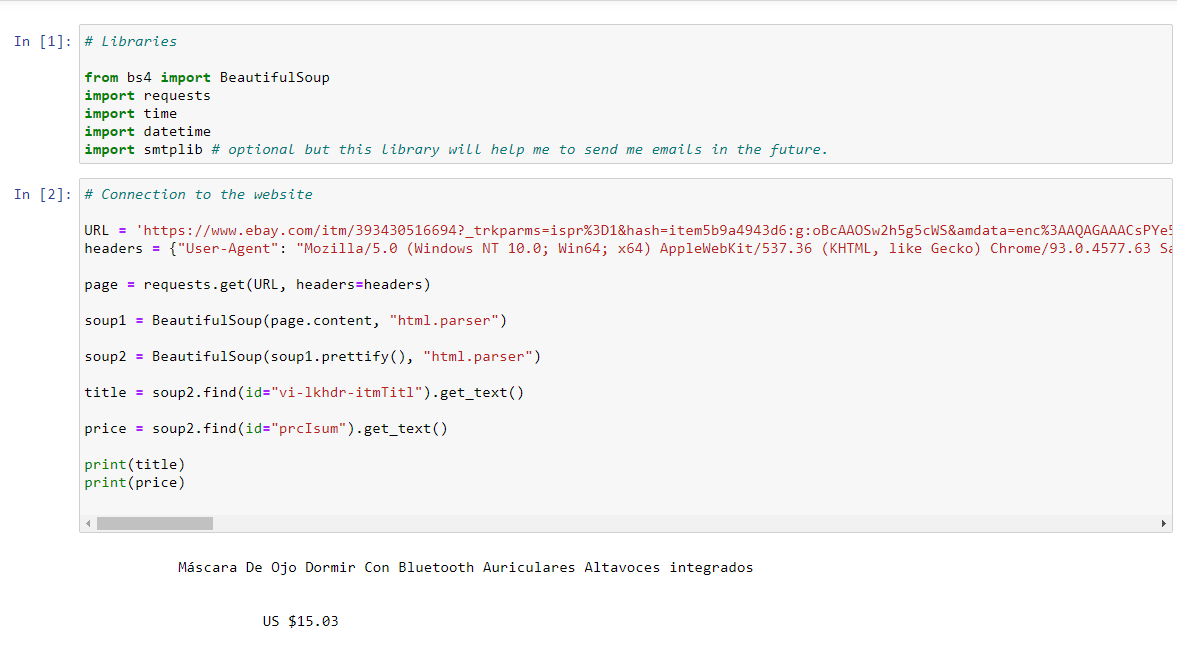 In [1]: # Libraries
from bs4 import BeautifulSoup
import requests
import time
import datetime
import smtplib # optional but this library will help me to send me emails in the future.
In [2]: # Connection to the website
URL = 'https://www.ebay.com/itm/393430516694?_trkparms=ispr%3D1&hash=item5b9a4943d6:g:oBcAAOSw2h5g5cWS&amdata=enc%3AAQAGAAACsPYe5
headers = {"User-Agent": "Mozilla/5.0 (Windows NT 10.0; Win64; x64) AppleWebKit/537.36 (KHTML, like Gecko) Chrome/93.0.4577.63 Sa
page = requests.get(URL, headers=headers)
soup1 = BeautifulSoup(page.content, "html.parser")
soup2 = BeautifulSoup(soup1.prettify(), "html.parser")
title = soup2.find(id="vi-lkhdr-itmTitl").get_text()
price = soup2.find(id="prcIsum").get_text()
print(title)
print(price)
Máscara De Ojo Dormir Con Bluetooth Auriculares Altavoces integrados
US $15.03